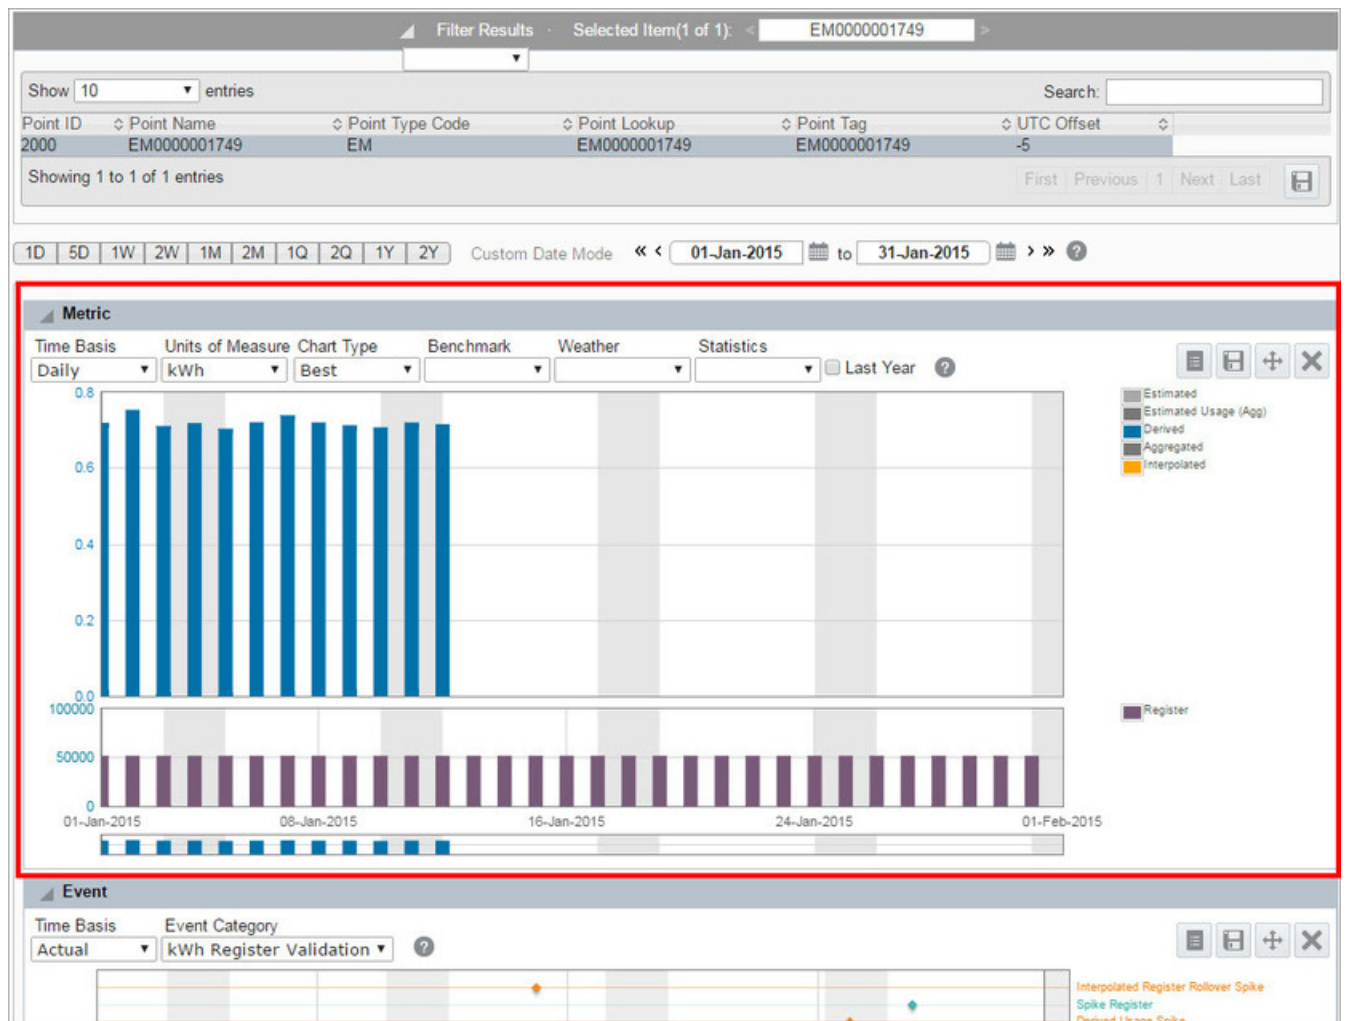 Filter Results · Selected Item(1 of 1): < EM0000001749 >
Show 10 entries Search:
Point ID Point Name Point Type Code Point Lookup Point Tag UTC Offset
2000 EM0000001749 EM EM0000001749 EM0000001749 -5
Showing 1 to 1 of 1 entries First Previous 1 Next Last
1D 5D 1W 2W 1M 2M 1Q 2Q 1Y 2Y Custom Date Mode « ‹ 01-Jan-2015 to 31-Jan-2015 › » ?
Metric
Time Basis Units of Measure Chart Type Benchmark Weather Statistics
Daily kWh Best Last Year ?
0.8
0.6
0.4
0.2
0.0
Estimated
Estimated Usage (Agg)
Derived
Aggregated
Interpolated
100000
50000
0
Register
01-Jan-2015 08-Jan-2015 16-Jan-2015 24-Jan-2015 01-Feb-2015
Event
Time Basis Event Category
Actual kWh Register Validation ?
Interpolated Register Rollover Spike
Spike Register
Derived Usage Spike